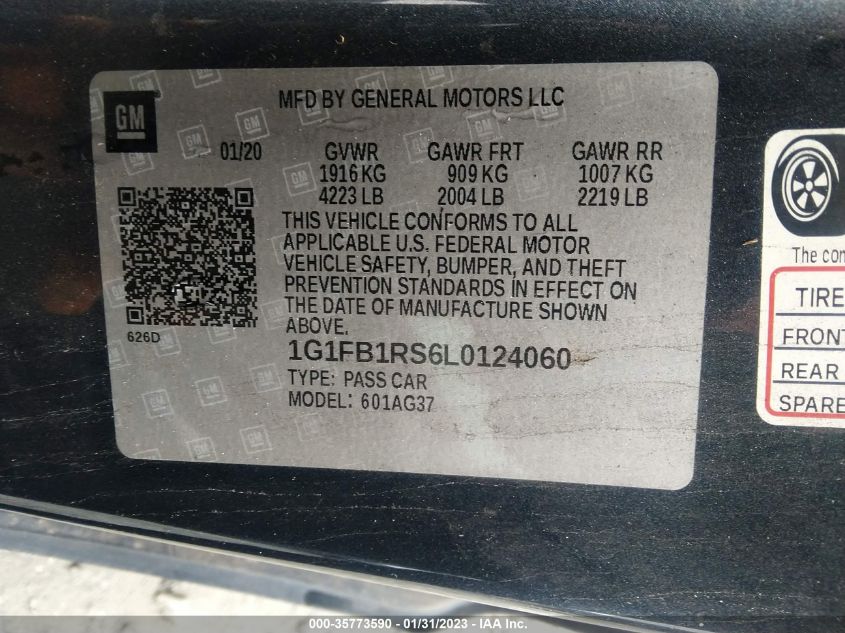 GM
MFD BY GENERAL MOTORS LLC
01/20 GVWR GAWR FRT GAWR RR
1916 KG 909 KG 1007 KG
4223 LB 2004 LB 2219 LB
THIS VEHICLE CONFORMS TO ALL
APPLICABLE U.S. FEDERAL MOTOR
VEHICLE SAFETY, BUMPER, AND THEFT
PREVENTION STANDARDS IN EFFECT ON
THE DATE OF MANUFACTURE SHOWN
ABOVE.
626D
1G1FB1RS6L0124060
TYPE: PASS CAR
MODEL: 601AG37
The con
TIRE
FRONT
REAR
SPARE
000-35773590 - 01/31/2023 - IAA Inc.